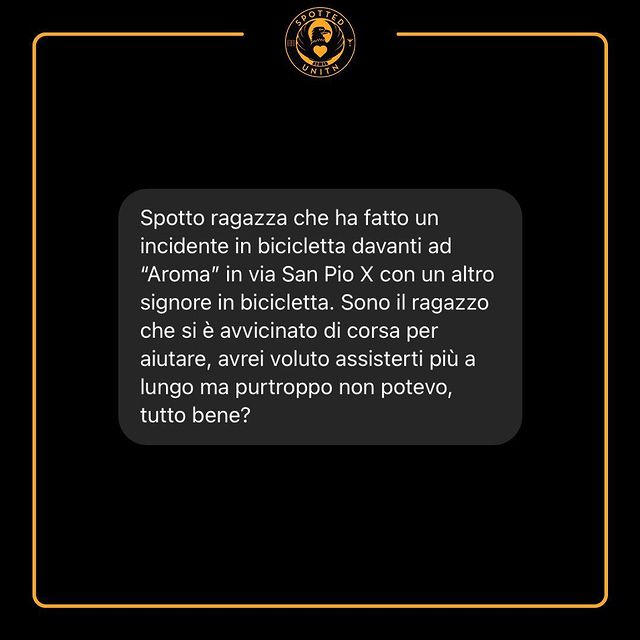 SPOTTED
UNITN
Spotto ragazza che ha fatto un
incidente in bicicletta davanti ad
“Aroma” in via San Pio X con un altro
signore in bicicletta. Sono il ragazzo
che si è avvicinato di corsa per
aiutare, avrei voluto assisterti più a
lungo ma purtroppo non potevo,
tutto bene?